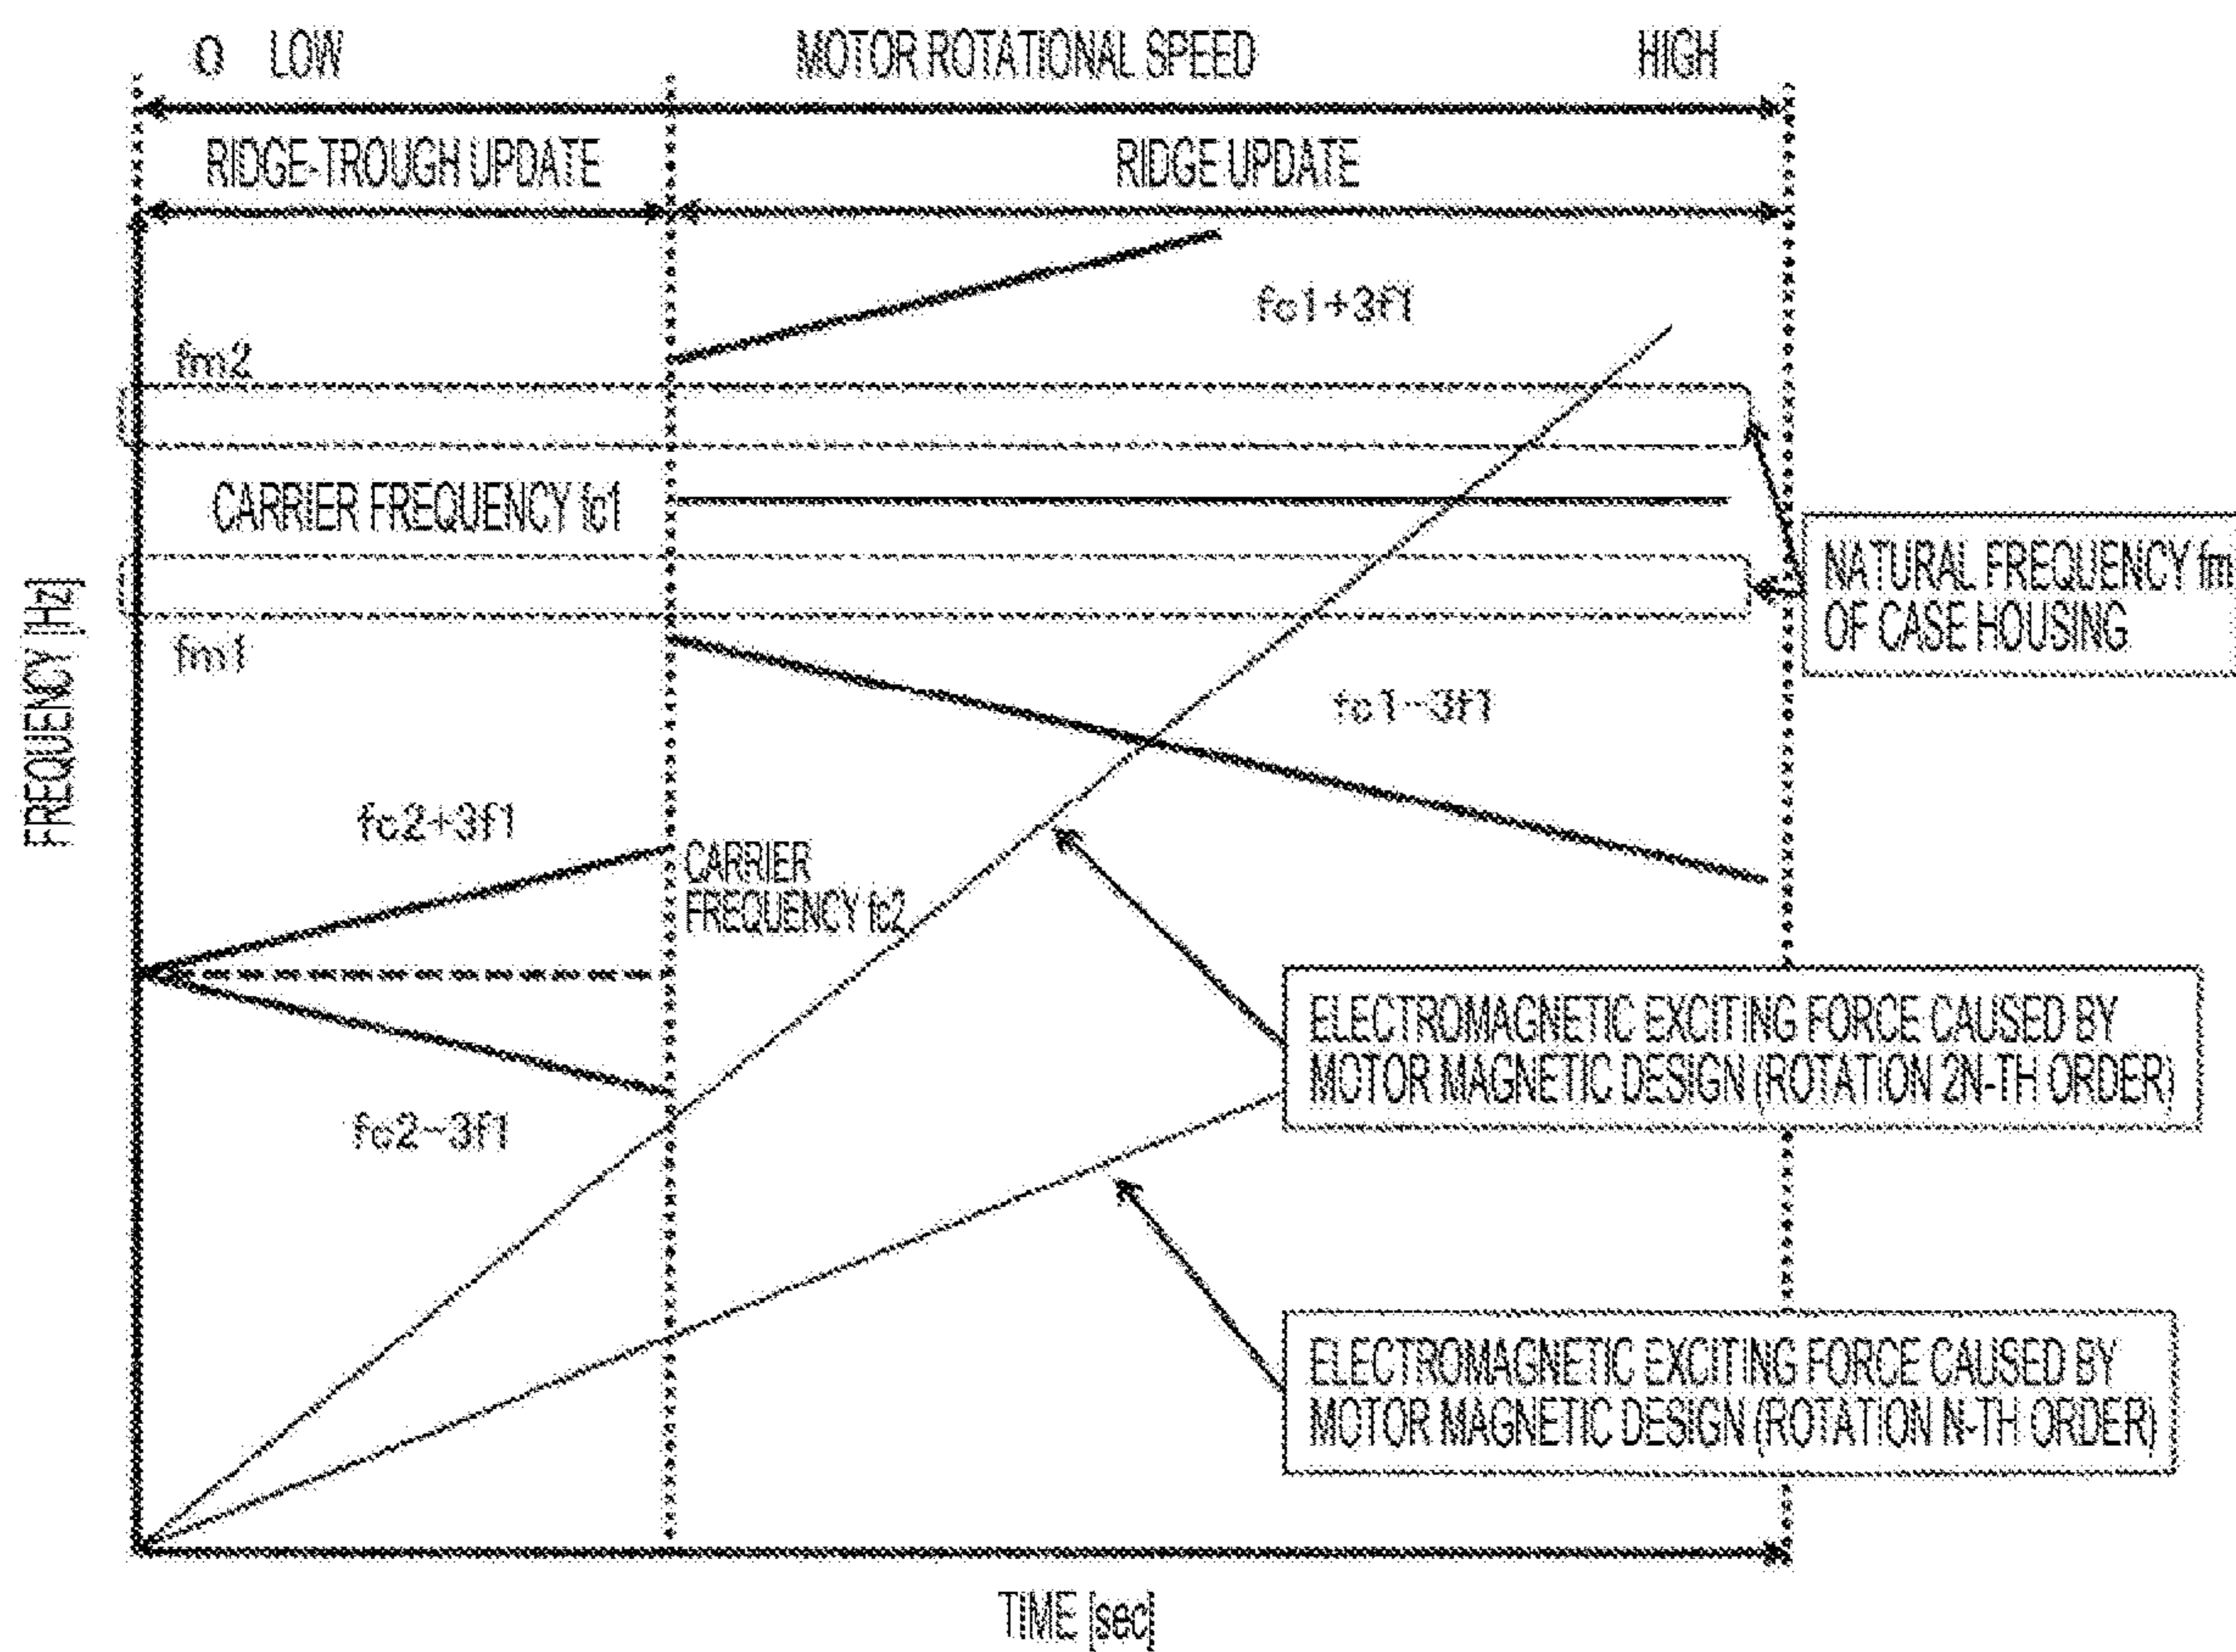 0 LOW MOTOR ROTATIONAL SPEED HIGH
RIDGE-TROUGH UPDATE RIDGE UPDATE
fc1+3f1
fm2
CARRIER FREQUENCY fc1
NATURAL FREQUENCY fm
OF CASE HOUSING
fm1
fc1-3f1
FREQUENCY [Hz]
fc2+3f1
CARRIER
FREQUENCY fc2
ELECTROMAGNETIC EXCITING FORCE CAUSED BY
MOTOR MAGNETIC DESIGN (ROTATION 2N-TH ORDER)
fc2-3f1
ELECTROMAGNETIC EXCITING FORCE CAUSED BY
MOTOR MAGNETIC DESIGN (ROTATION N-TH ORDER)
TIME [sec]